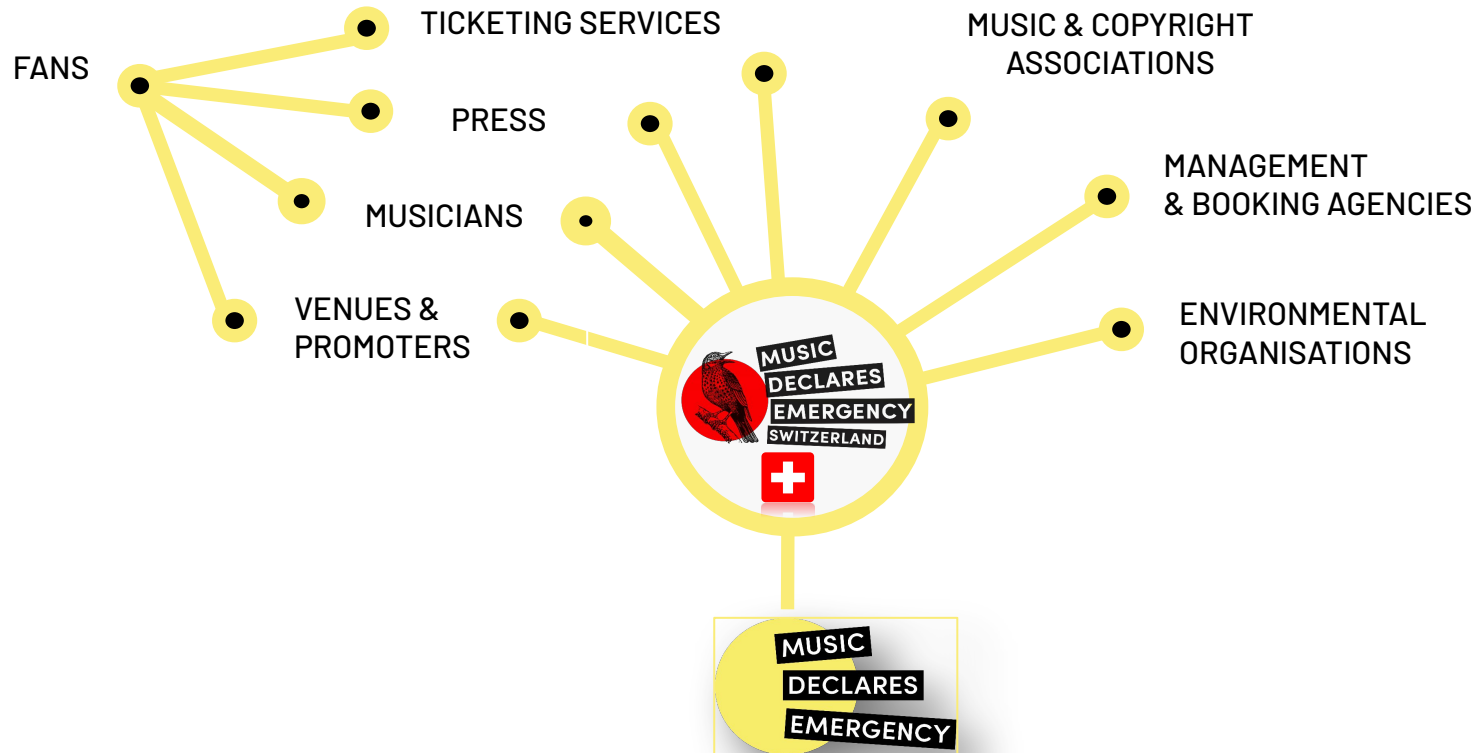 FANS
TICKETING SERVICES
PRESS
MUSICIANS
VENUES &
PROMOTERS
MUSIC & COPYRIGHT
ASSOCIATIONS
MANAGEMENT
& BOOKING AGENCIES
ENVIRONMENTAL
ORGANISATIONS
MUSIC
DECLARES
EMERGENCY
SWITZERLAND
MUSIC
DECLARES
EMERGENCY